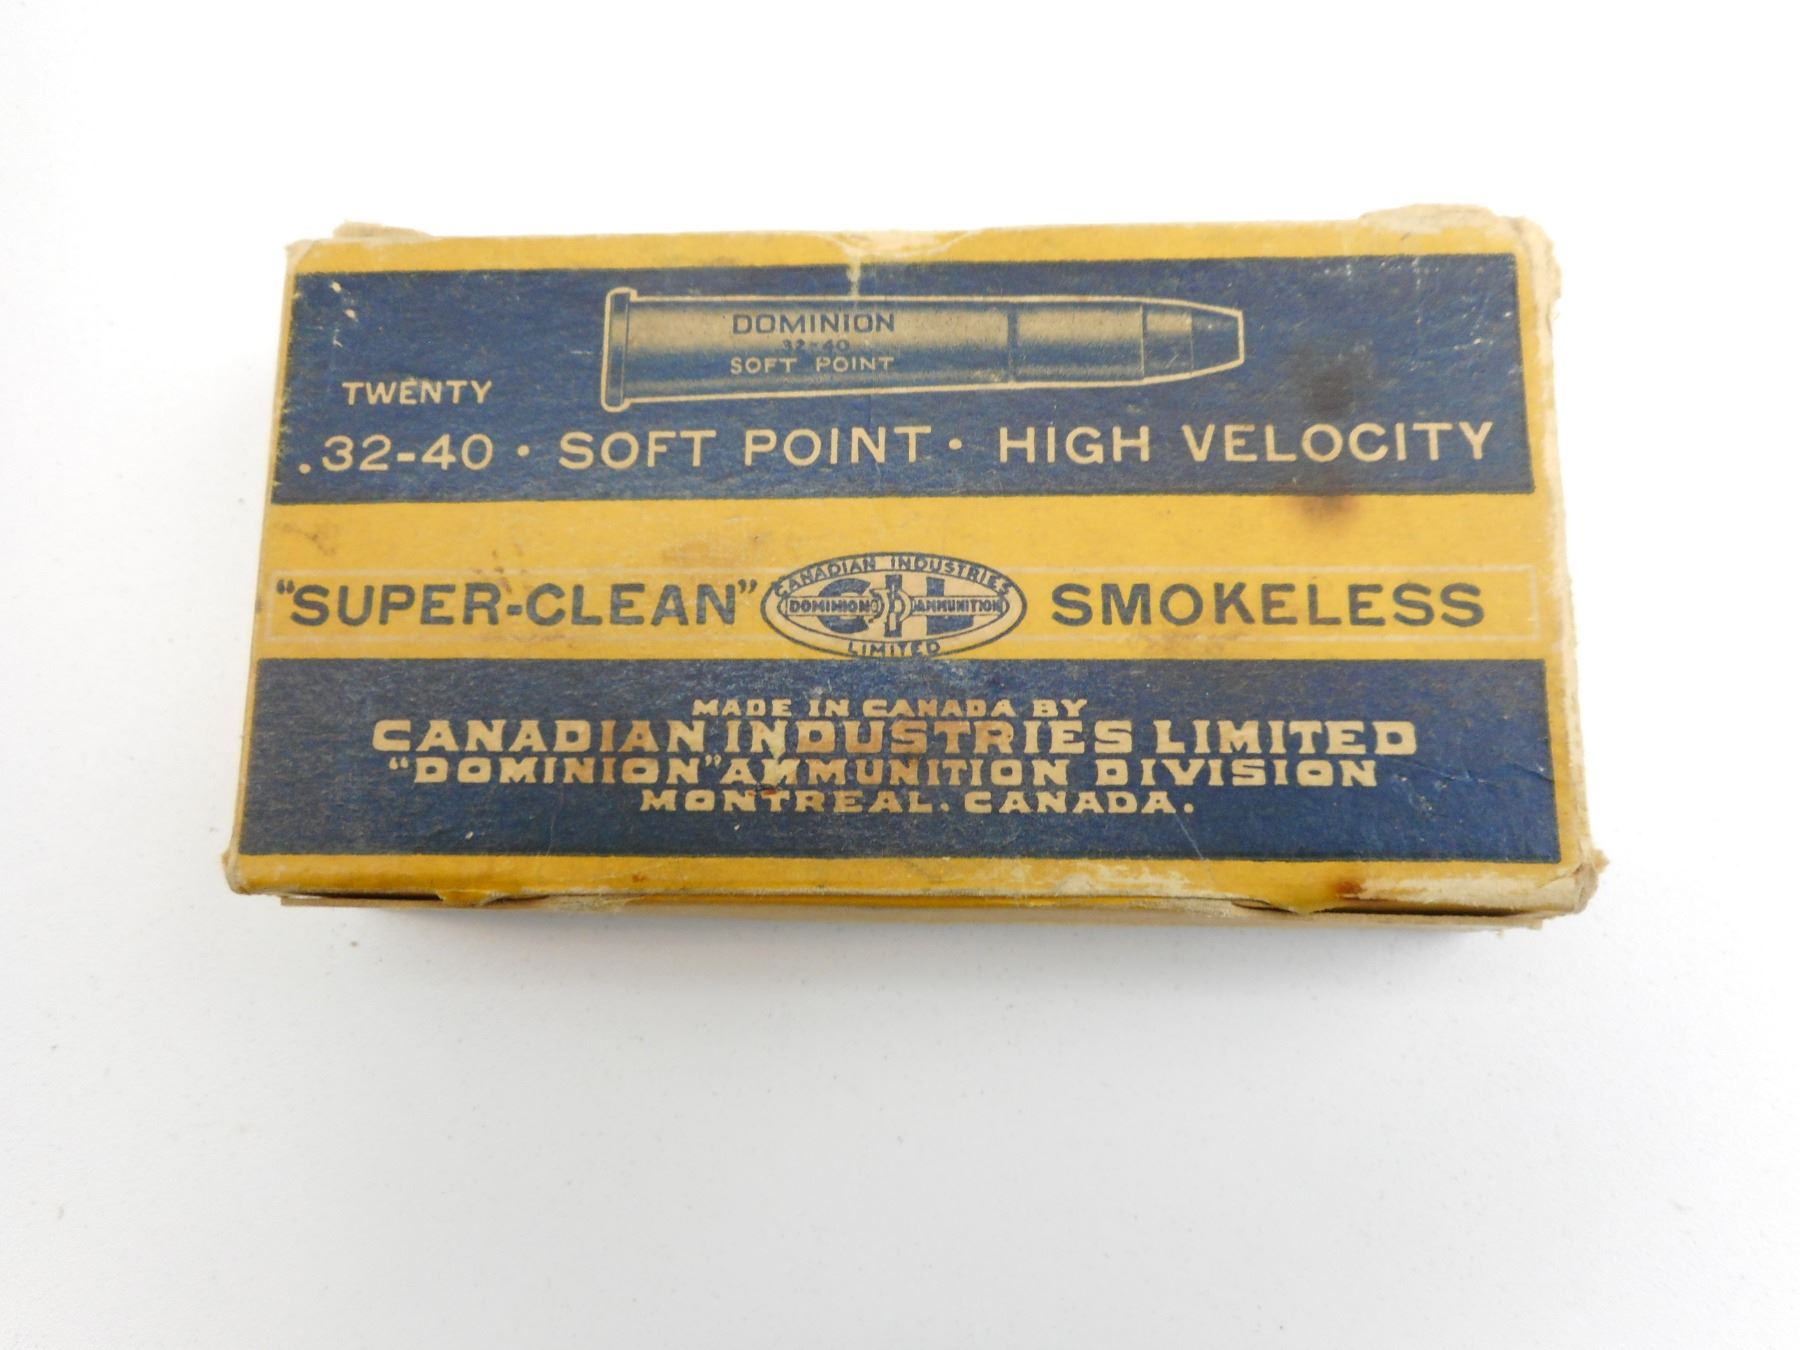 DOMINION
32-40
SOFT POINT
TWENTY
.32-40 · SOFT POINT · HIGH VELOCITY
"SUPER-CLEAN" CANADIAN INDUSTRIES SMOKELESS
CIL
DOMINION AMMUNITION
LIMITED
MADE IN CANADA BY
CANADIAN INDUSTRIES LIMITED
"DOMINION" AMMUNITION DIVISION
MONTREAL. CANADA.